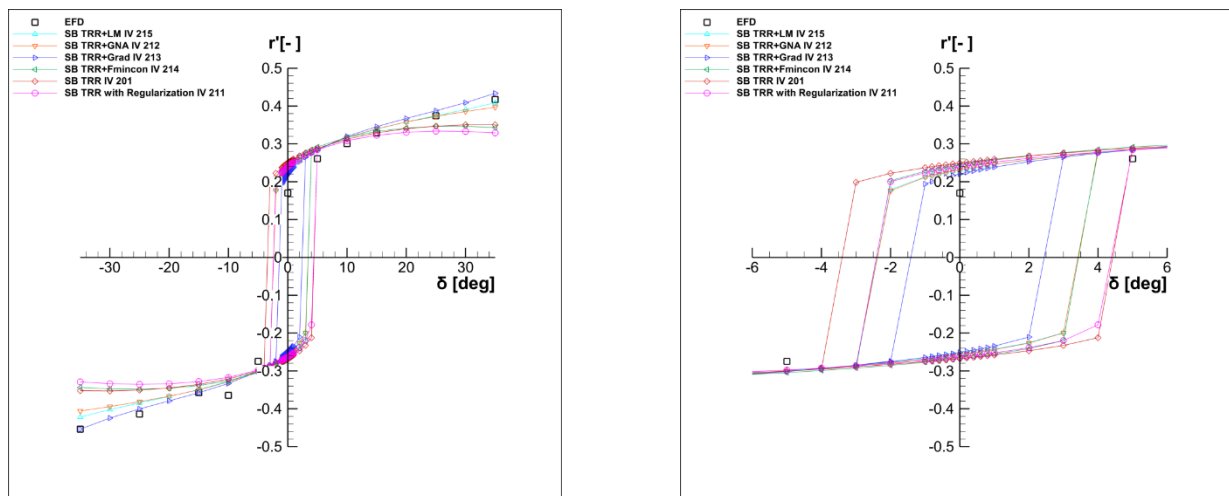 EFD
SB TRR+LM IV 215
SB TRR+GNA IV 212
SB TRR+Grad IV 213
SB TRR+Fmincon IV 214
SB TRR IV 201
SB TRR with Regularization IV 211
r'[-]
0.5
0.4
0.3
0.2
0.1
0
-0.1
-0.2
-0.3
-0.4
-0.5
-30 -20 -10 0 10 20 30
δ [deg]
EFD
SB TRR+LM IV 215
SB TRR+GNA IV 212
SB TRR+Grad IV 213
SB TRR+Fmincon IV 214
SB TRR IV 201
SB TRR with Regularization IV 211
r'[-]
0.5
0.4
0.3
0.2
0.1
0
-0.1
-0.2
-0.3
-0.4
-0.5
-6 -4 -2 0 2 4 6
δ [deg]